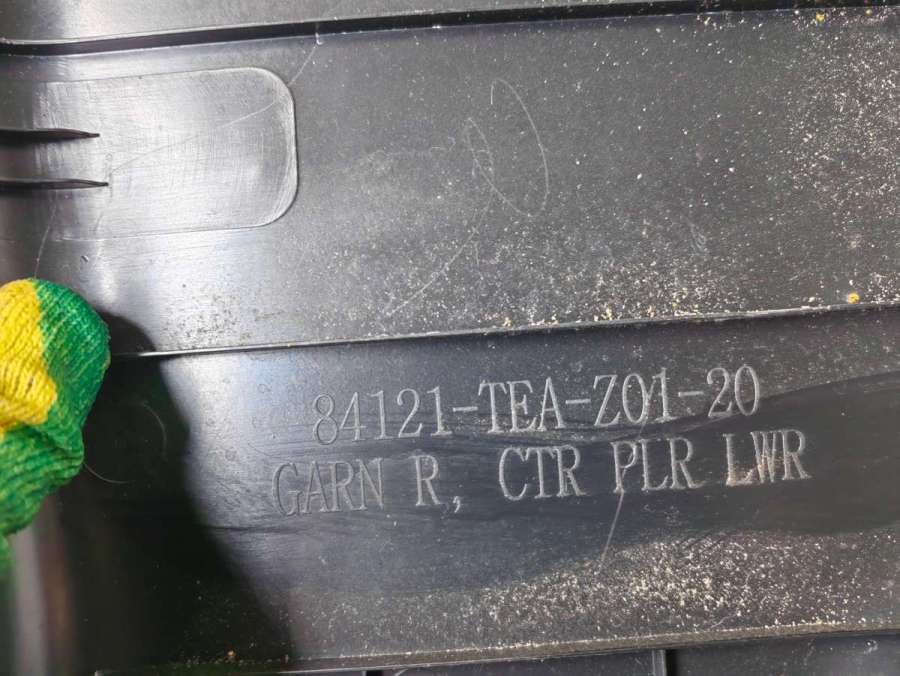 84121-TEA-Z01-20
GARN R, CTR PLR LWR